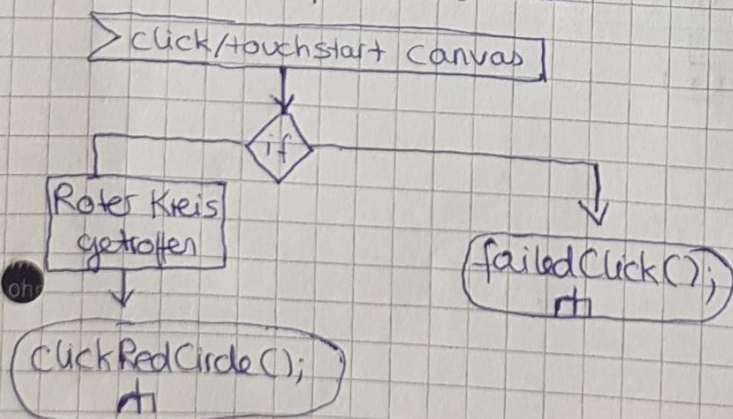 click/touchstart canvas
if
Roter Kreis
getroffen
failedClick();
clickRedCircle();